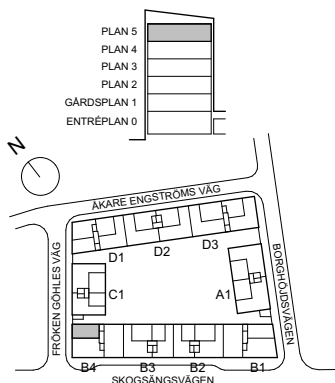 PLAN 5
PLAN 4
PLAN 3
PLAN 2
GÅRDSPLAN 1
ENTRÉPLAN 0
N
ÅKARE ENGSTRÖMS VÄG
FRÖKEN GÖHLES VÄG
BORGHÖJDSVÄGEN
D1
D2
D3
C1
A1
B4
B3
B2
B1
SKOGSÄNGSVÄGEN